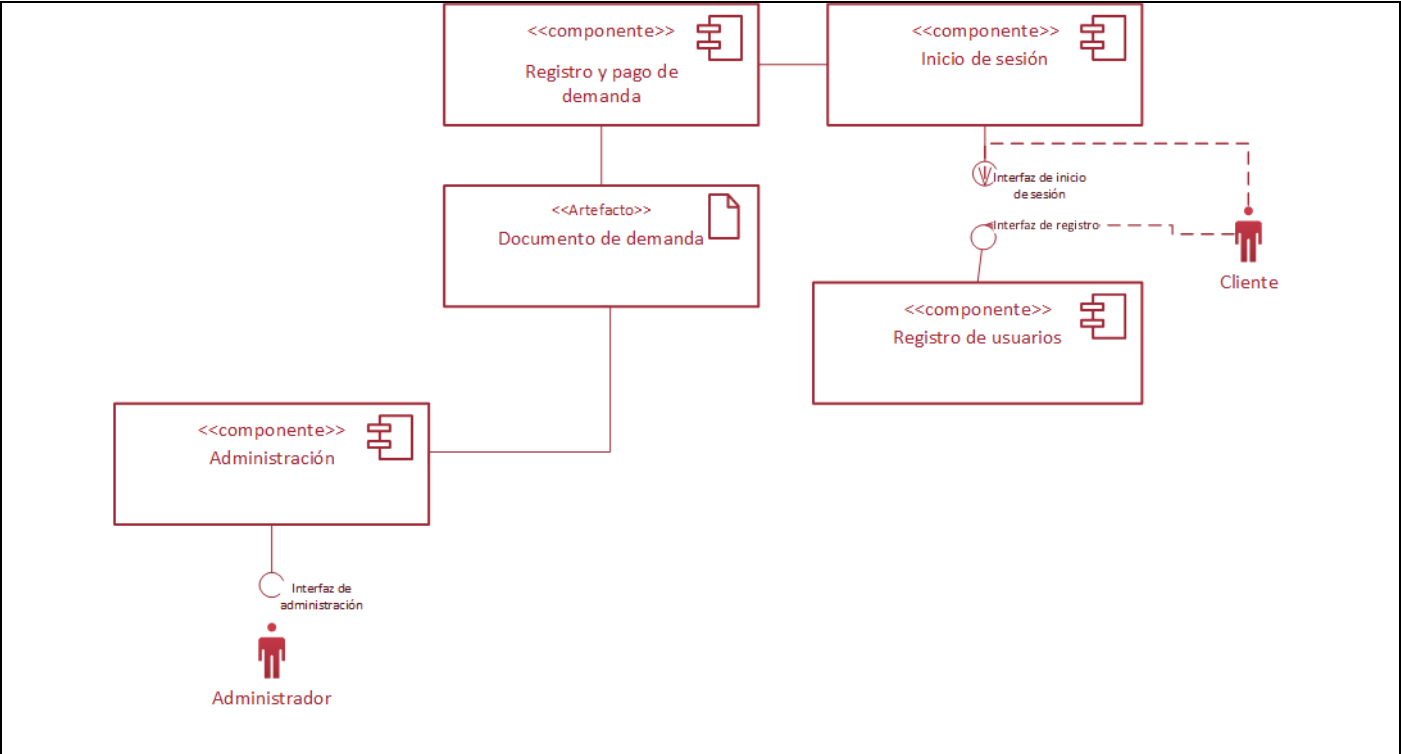 <<componente>>
Registro y pago de
demanda
<<componente>>
Inicio de sesión
Interfaz de inicio
de sesión
<<Artefacto>>
Documento de demanda
Interfaz de registro
Cliente
<<componente>>
Registro de usuarios
<<componente>>
Administración
Interfaz de
administración
Administrador